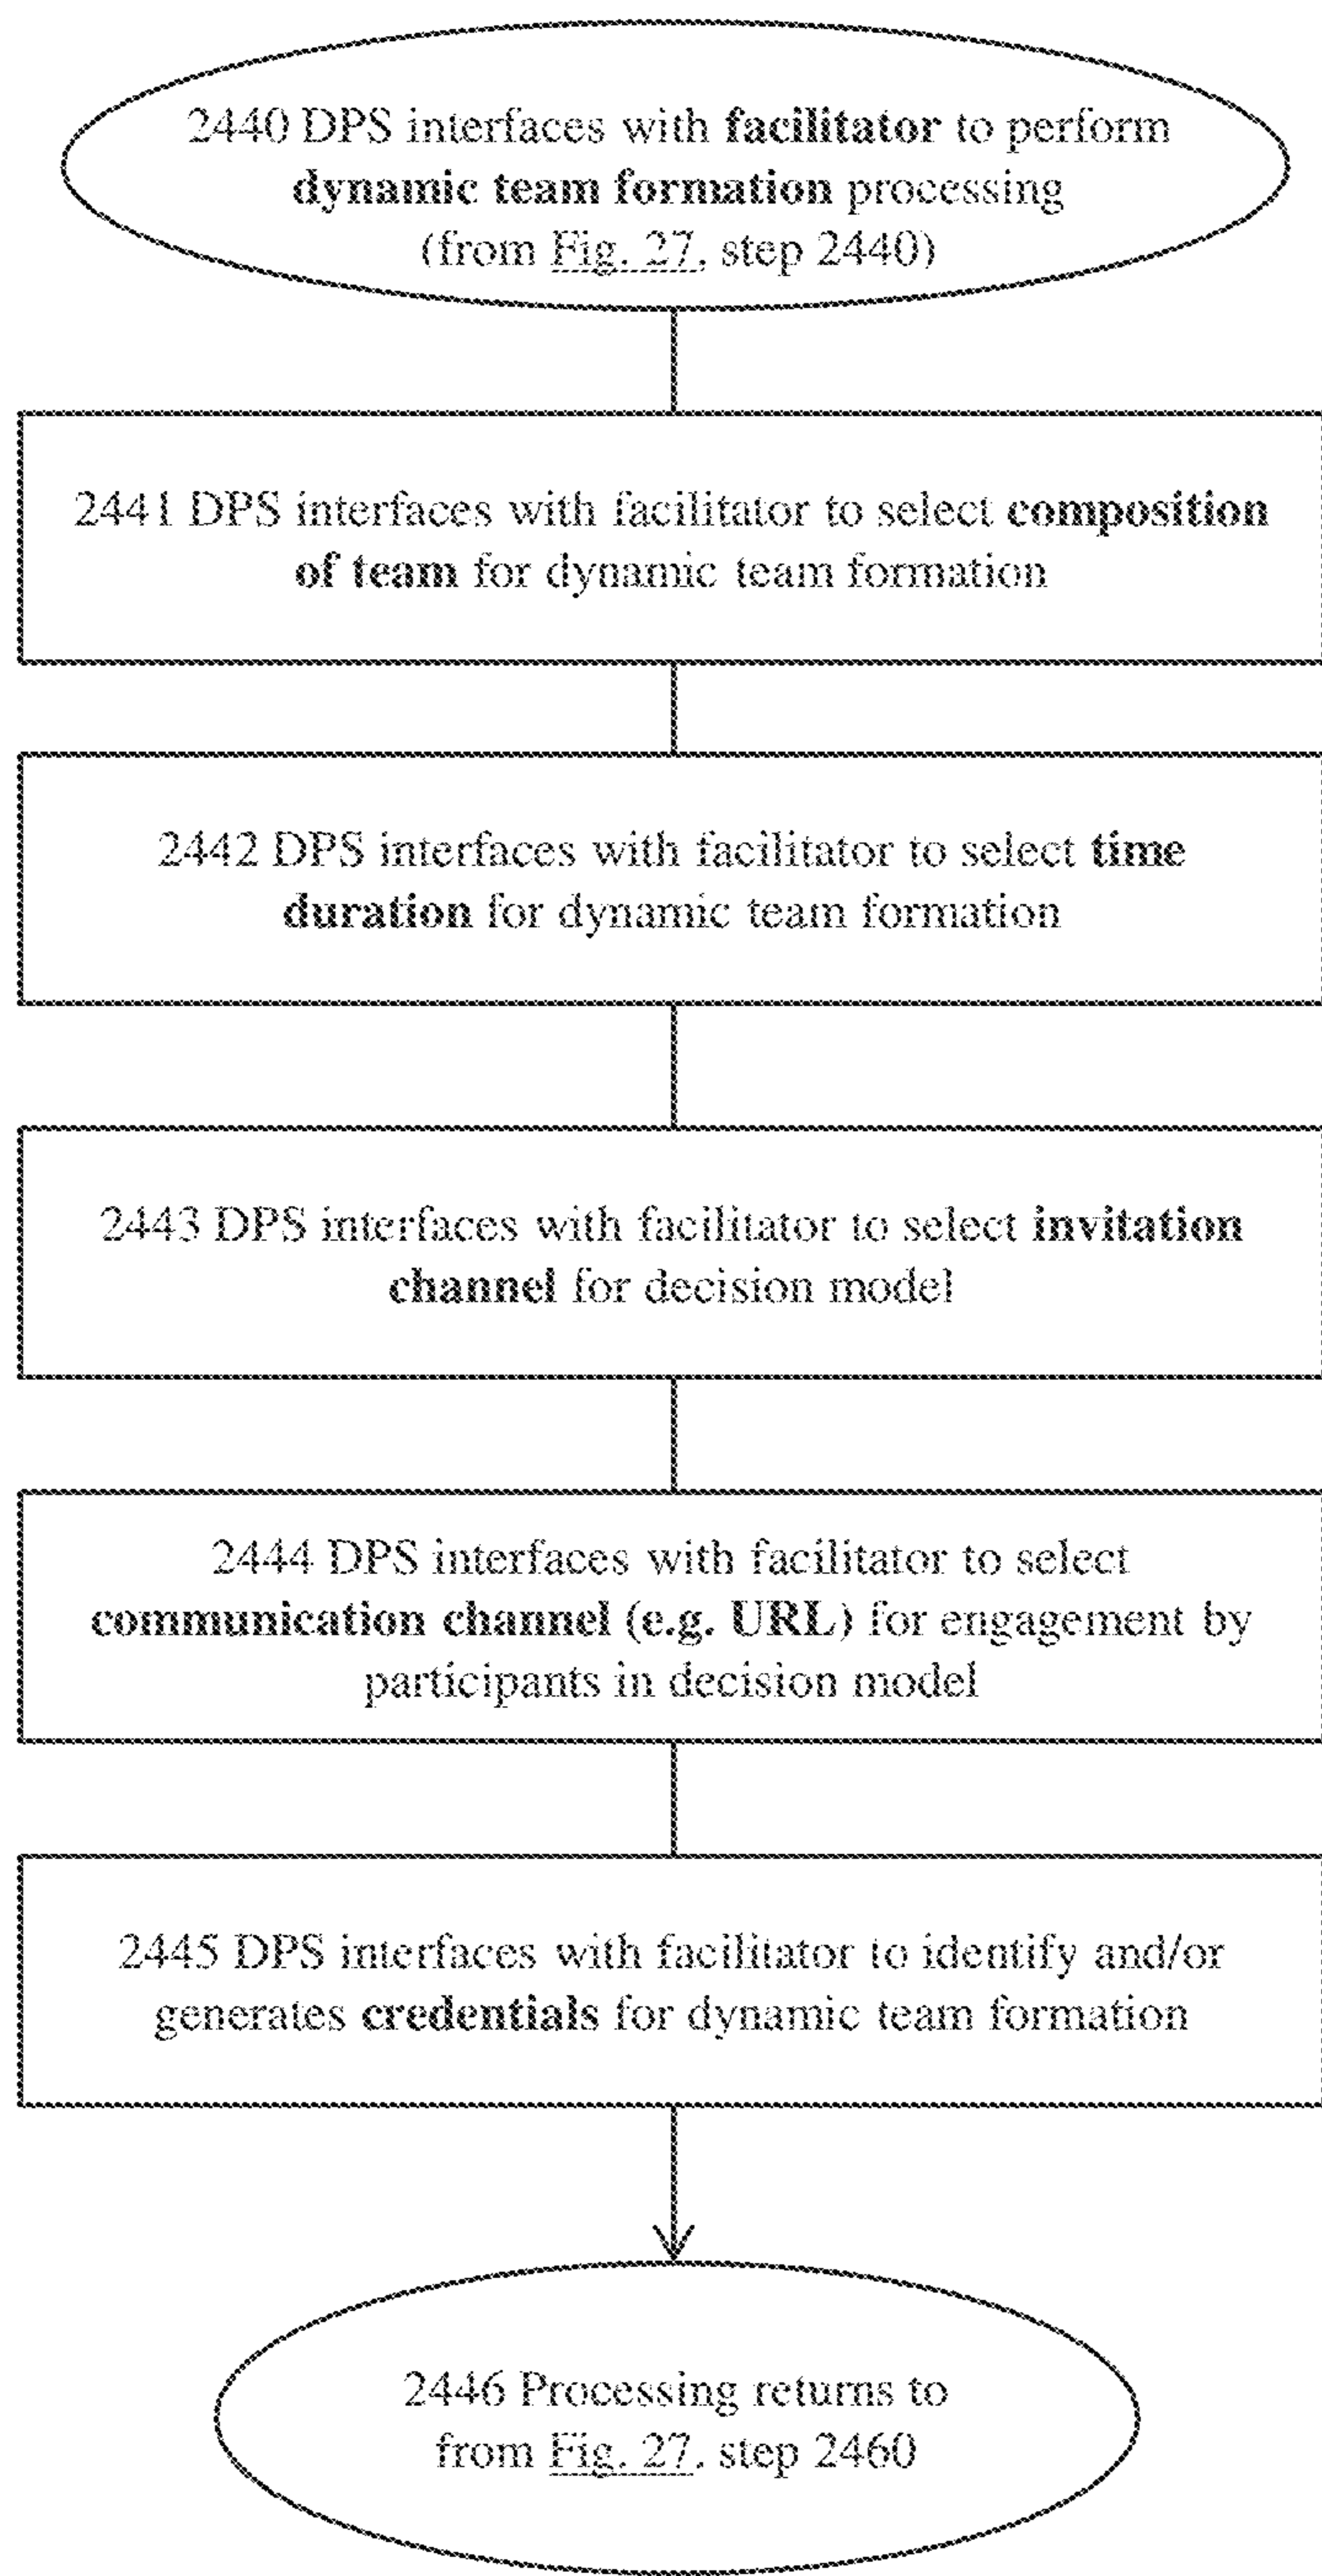 2440 DPS interfaces with facilitator to perform
dynamic team formation processing
(from Fig. 27, step 2440)
2441 DPS interfaces with facilitator to select composition
of team for dynamic team formation
2442 DPS interfaces with facilitator to select time
duration for dynamic team formation
2443 DPS interfaces with facilitator to select invitation
channel for decision model
2444 DPS interfaces with facilitator to select
communication channel (e.g. URL) for engagement by
participants in decision model
2445 DPS interfaces with facilitator to identify and/or
generates credentials for dynamic team formation
2446 Processing returns to
from Fig. 27, step 2460